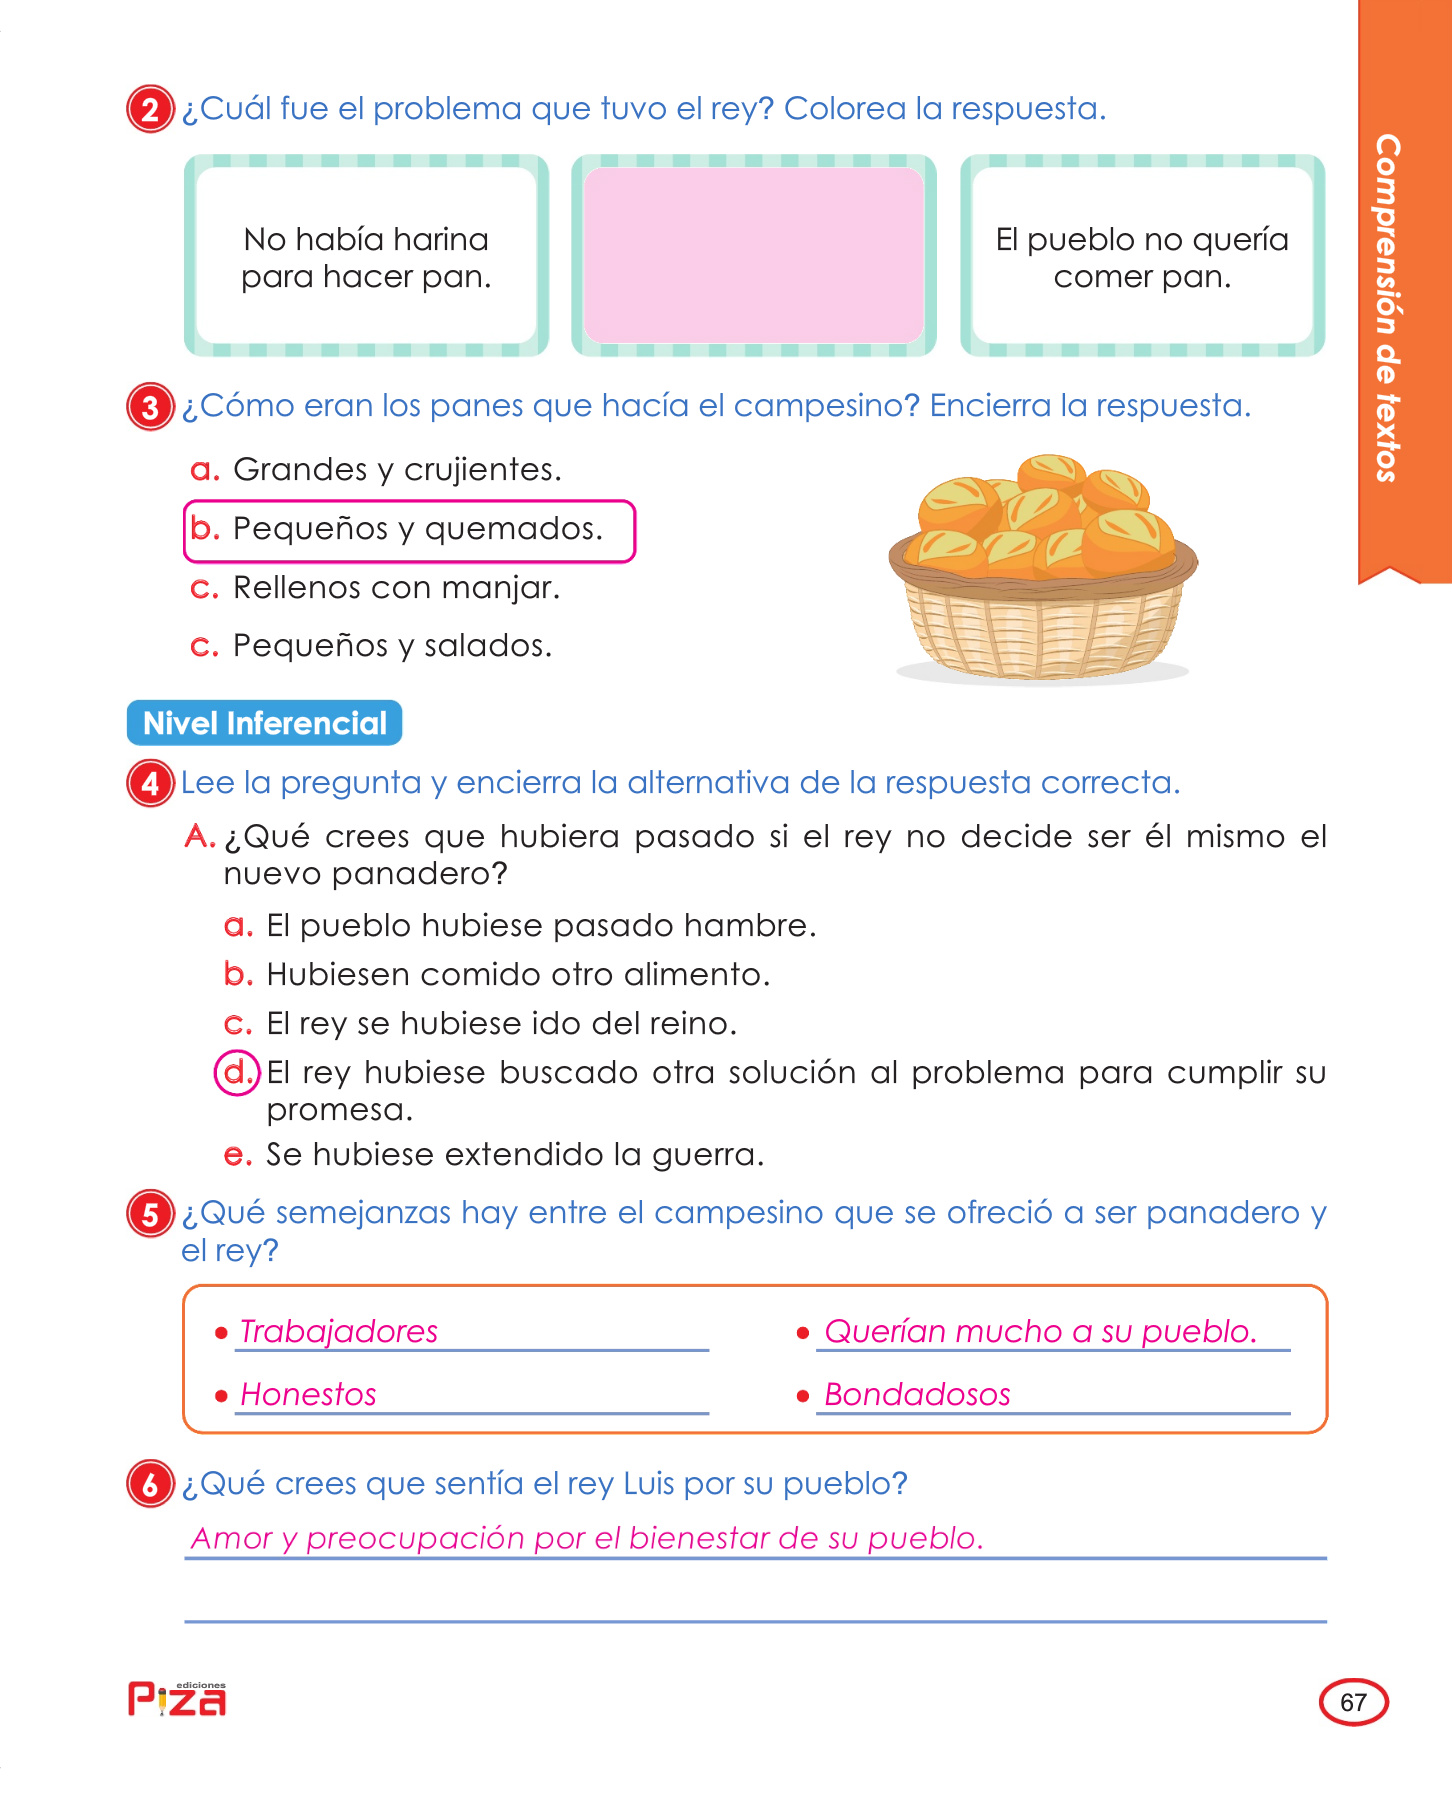 2 ¿Cuál fue el problema que tuvo el rey? Colorea la respuesta.
No había harina
para hacer pan.
El pueblo no quería
comer pan.
Comprensión de textos
3 ¿Cómo eran los panes que hacía el campesino? Encierra la respuesta.
a. Grandes y crujientes.
b. Pequeños y quemados.
c. Rellenos con manjar.
c. Pequeños y salados.
Nivel Inferencial
4 Lee la pregunta y encierra la alternativa de la respuesta correcta.
A. ¿Qué crees que hubiera pasado si el rey no decide ser él mismo el
nuevo panadero?
a. El pueblo hubiese pasado hambre.
b. Hubiesen comido otro alimento.
c. El rey se hubiese ido del reino.
d. El rey hubiese buscado otra solución al problema para cumplir su
promesa.
e. Se hubiese extendido la guerra.
5 ¿Qué semejanzas hay entre el campesino que se ofreció a ser panadero y
el rey?
• Trabajadores
• Querían mucho a su pueblo.
• Honestos
• Bondadosos
6 ¿Qué crees que sentía el rey Luis por su pueblo?
Amor y preocupación por el bienestar de su pueblo.
ediciones
Piza
67